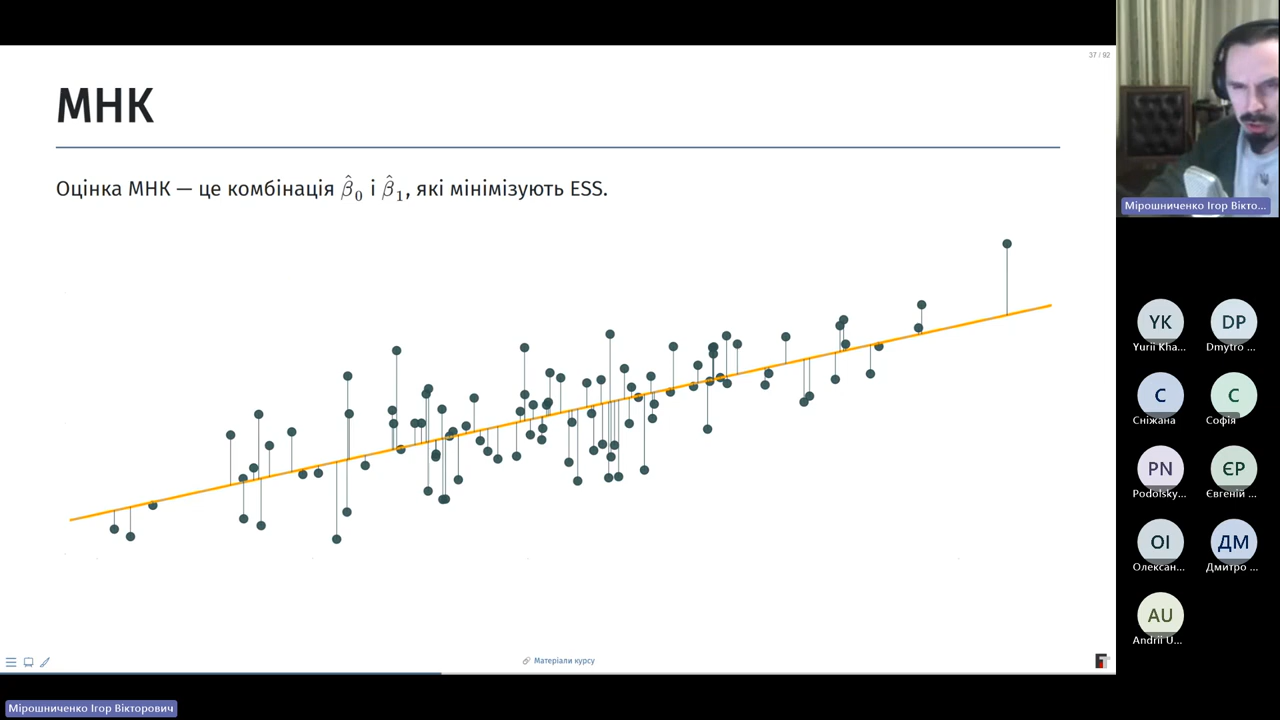 37 / 92
МНК
Оцінка МНК — це комбінація β̂₀ і β̂₁, які мінімізують ESS.
Матеріали курсу
Мірошниченко Ігор Вікто...
YK
Yurii Kha...
DP
Dmytro ...
С
Сніжана
С
Софія
PN
Podolsky...
ЄР
Євгеній ...
ОІ
Олексан...
ДМ
Дмитро ...
AU
Andrii U...
Мірошниченко Ігор Вікторович